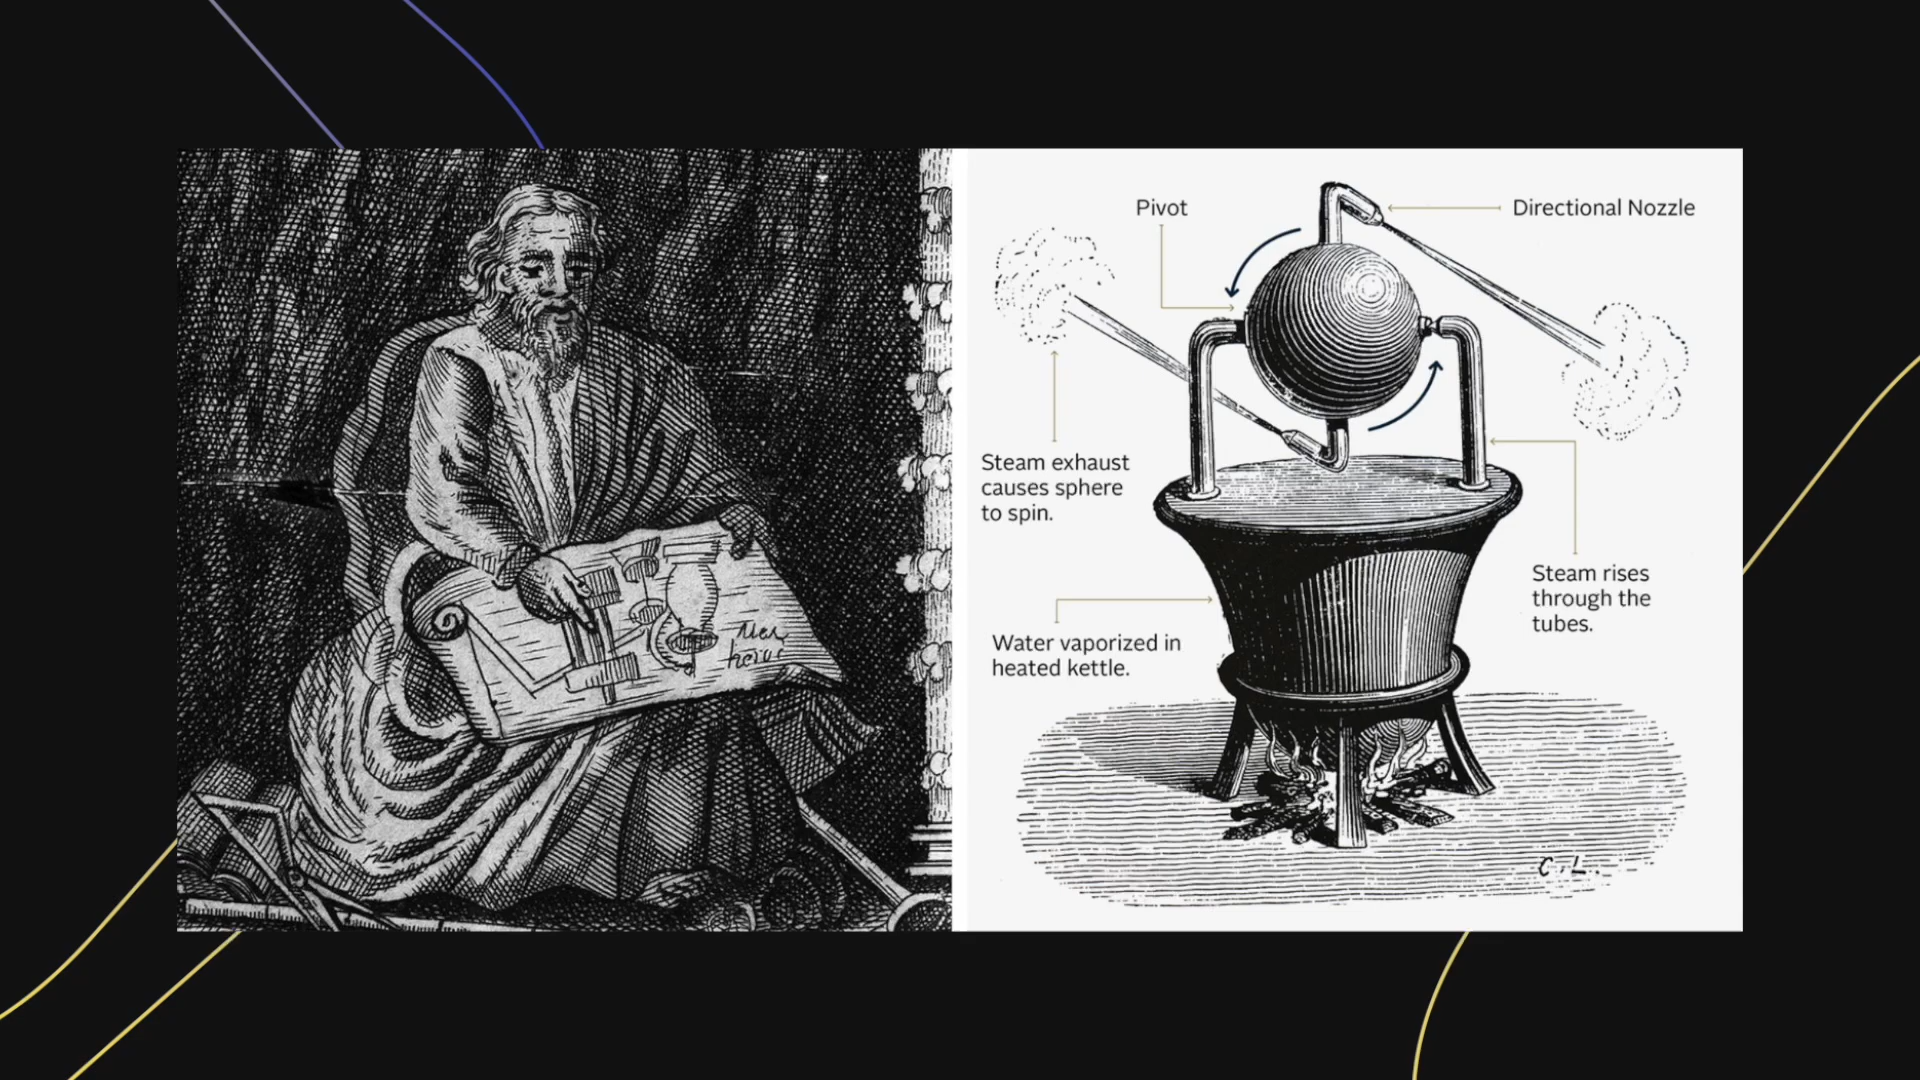 Pivot
Directional Nozzle
Steam exhaust
causes sphere
to spin.
Steam rises
through the
tubes.
Water vaporized in
heated kettle.
C. L.